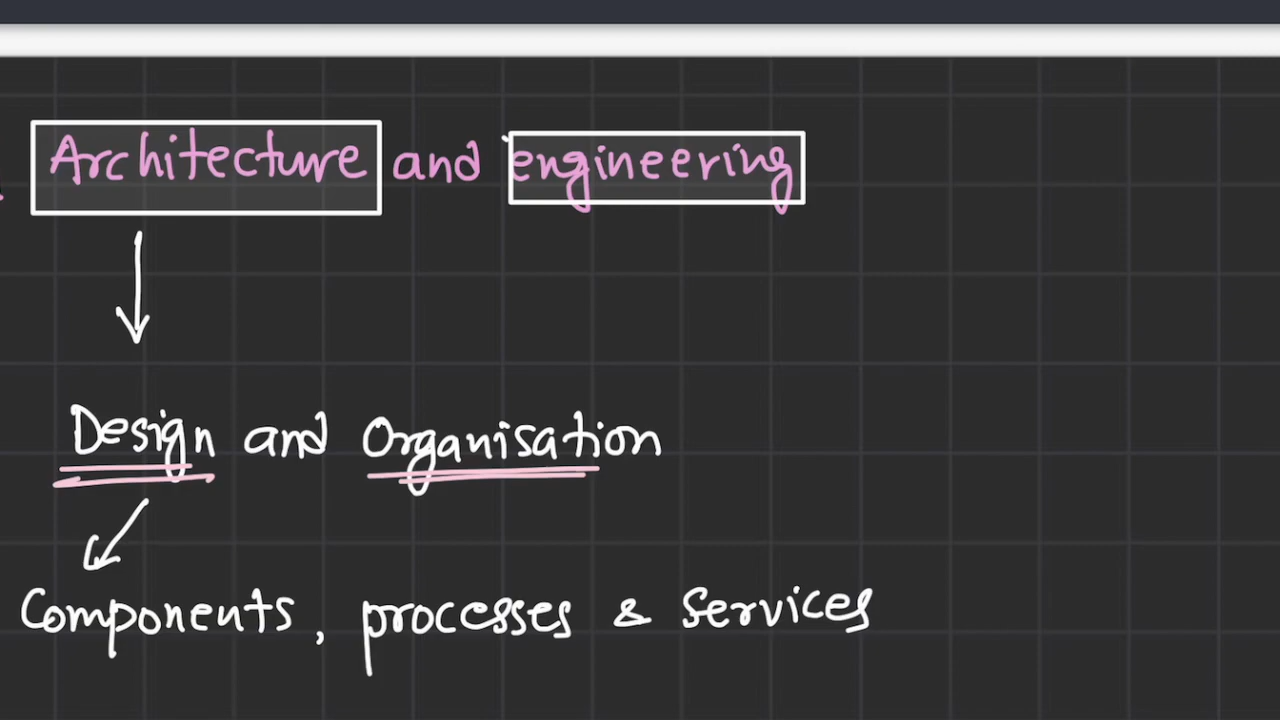 Architecture and engineering
Design and Organisation
Components, processes & Services